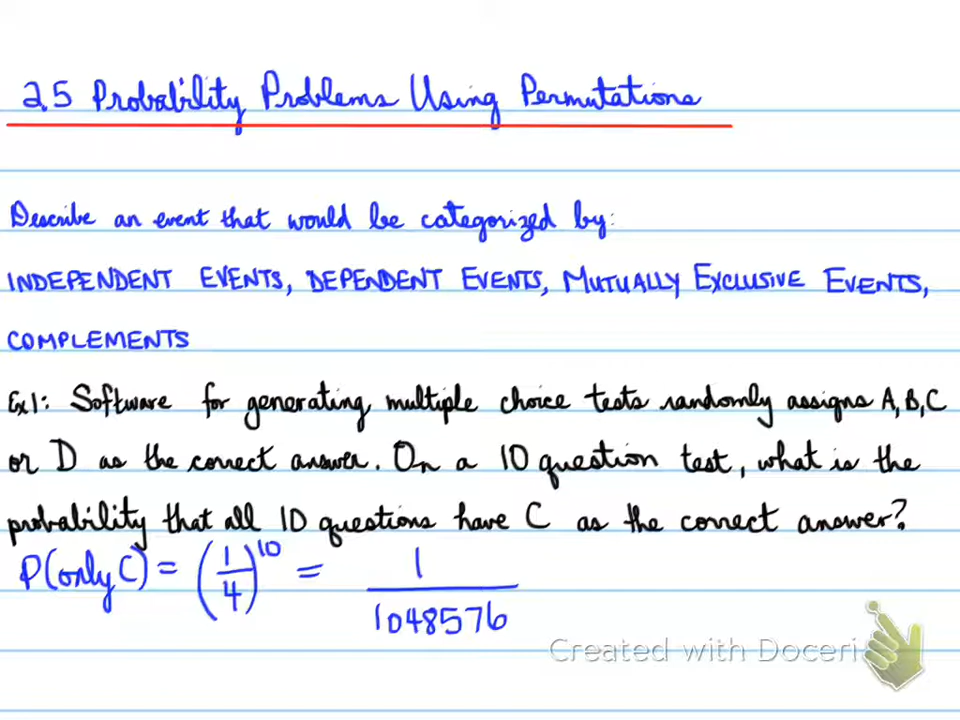 2.5 Probability Problems Using Permutations
Describe an event that would be categorized by:
INDEPENDENT EVENTS, DEPENDENT EVENTS, MUTUALLY EXCLUSIVE EVENTS,
COMPLEMENTS
Ex1: Software for generating multiple choice tests randomly assigns A, B, C
or D as the correct answer. On a 10 question test, what is the
probability that all 10 questions have C as the correct answer?
P(only C) = (1/4)^10 = 1/1048576
Created with Doceri